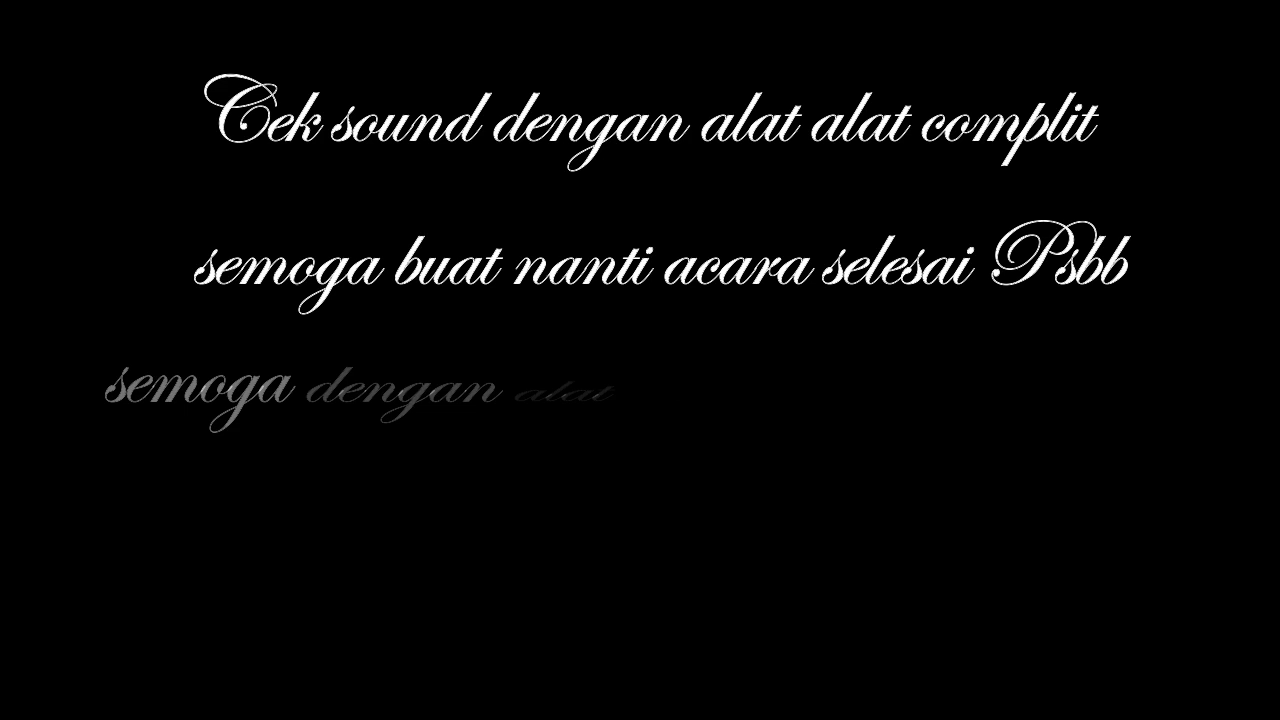 Cek sound dengan alat alat complit
semoga buat nanti acara selesai Psbb
semoga dengan alat